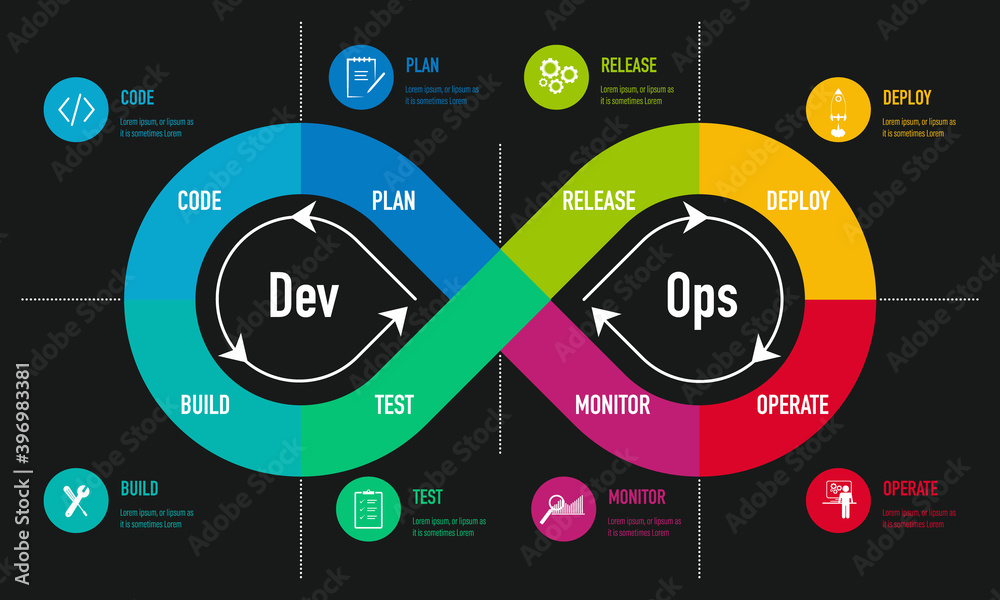 PLAN
Lorem ipsum, or lipsum as
it is sometimes Lorem
RELEASE
Lorem ipsum, or lipsum as
it is sometimes Lorem
CODE
Lorem ipsum, or lipsum as
it is sometimes Lorem
DEPLOY
Lorem ipsum, or lipsum as
it is sometimes Lorem
CODE
PLAN
RELEASE
DEPLOY
Dev
Ops
BUILD
TEST
MONITOR
OPERATE
BUILD
Lorem ipsum, or lipsum as
it is sometimes Lorem
TEST
Lorem ipsum, or lipsum as
it is sometimes Lorem
MONITOR
Lorem ipsum, or lipsum as
it is sometimes Lorem
OPERATE
Lorem ipsum, or lipsum as
it is sometimes Lorem
Adobe Stock
Adobe Stock | #396983381